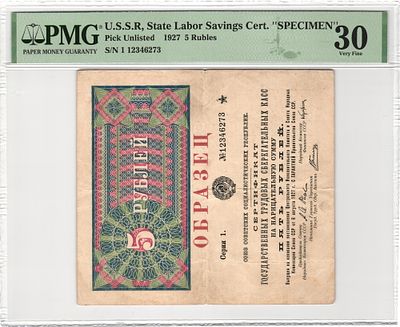 PMG
PAPER MONEY GUARANTY
U.S.S.R, State Labor Savings Cert. "SPECIMEN"
Pick Unlisted 1927 5 Rubles
S/N 1 12346273
30
Very Fine
5
РУБЛЕЙ
ОБРАЗЕЦ
Серия 1.
№12346273
СОЮЗ СОВЕТСКИХ СОЦИАЛИСТИЧЕСКИХ РЕСПУБЛИК.
СЕРТИФИКАТ
ГОСУДАРСТВЕННЫХ ТРУДОВЫХ СБЕРЕГАТЕЛЬНЫХ КАСС
НА НАРИЦАТЕЛЬНУЮ СУММУ
ПЯТЬ РУБЛЕЙ.